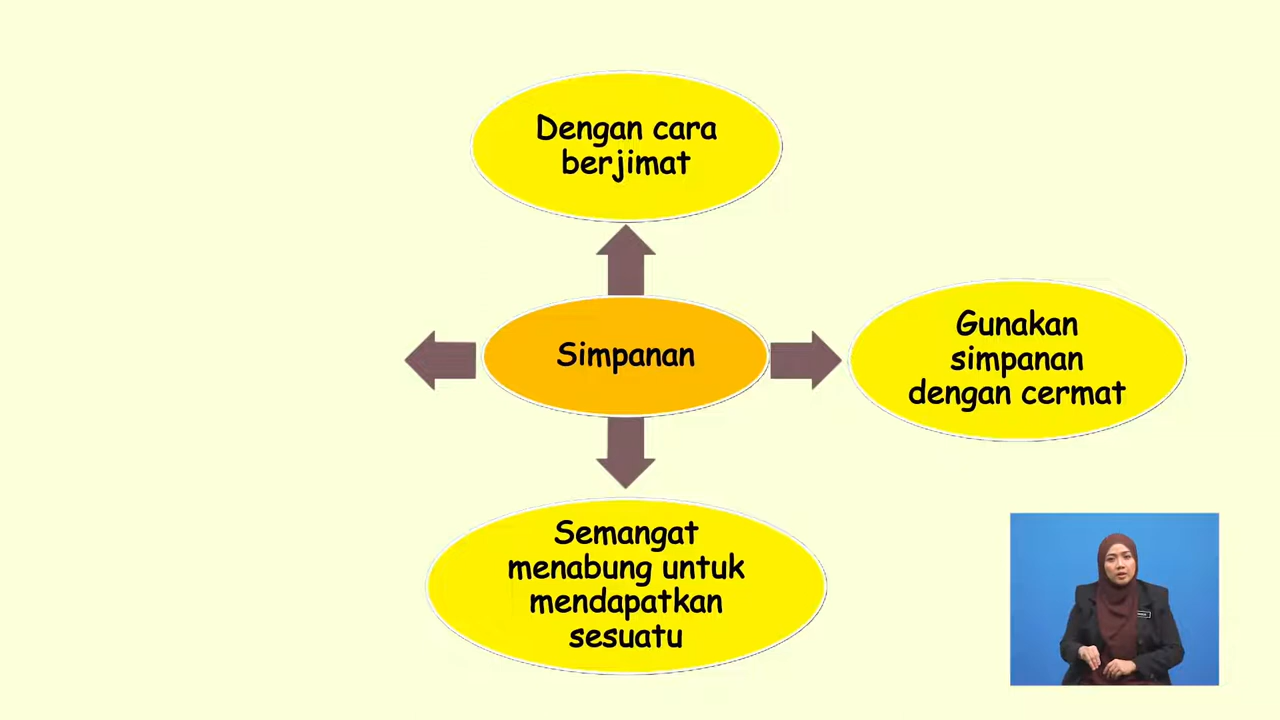 Dengan cara
berjimat
Simpanan
Gunakan
simpanan
dengan cermat
Semangat
menabung untuk
mendapatkan
sesuatu